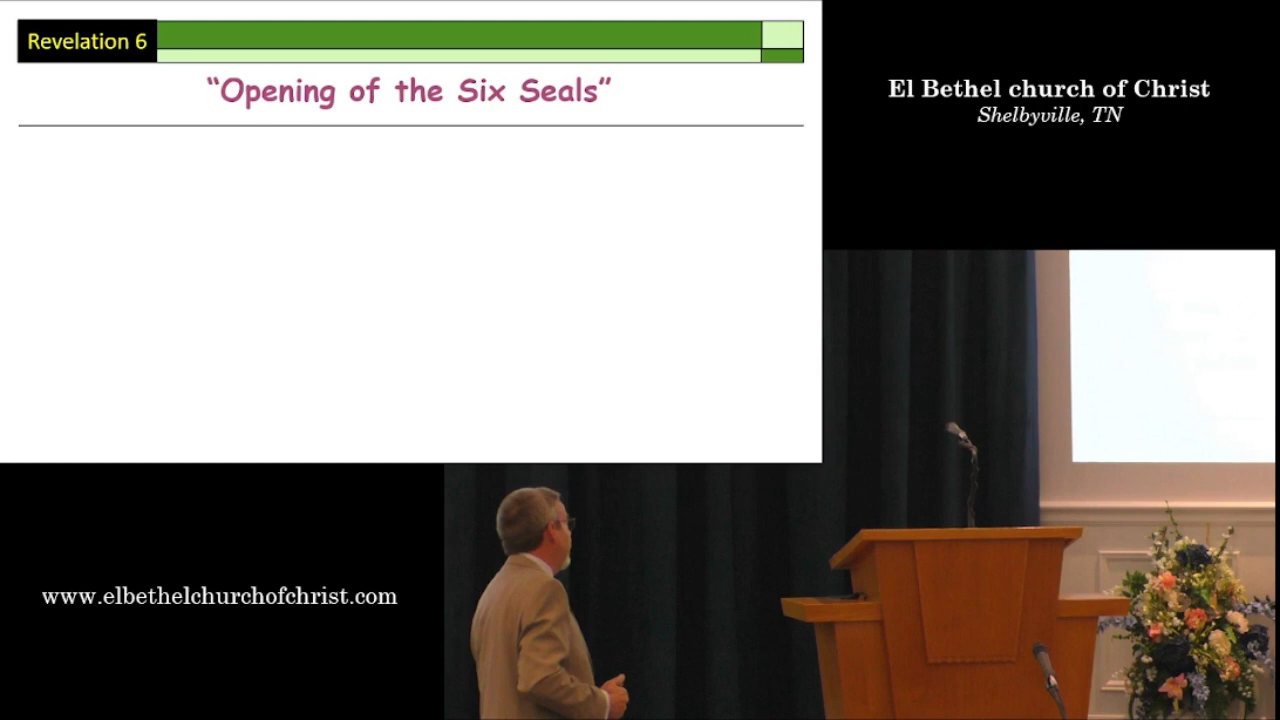 Revelation 6
“Opening of the Six Seals”
El Bethel church of Christ
Shelbyville, TN
www.elbethelchurchofchrist.com